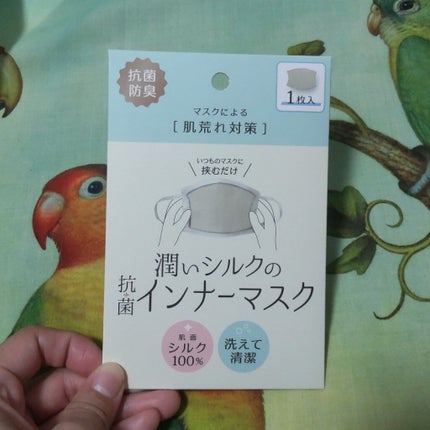 抗菌
防臭
1枚入
マスクによる
[肌荒れ対策]
いつものマスクに
挟むだけ
潤いシルクの
抗菌インナーマスク
肌面
シルク
100%
洗えて
清潔